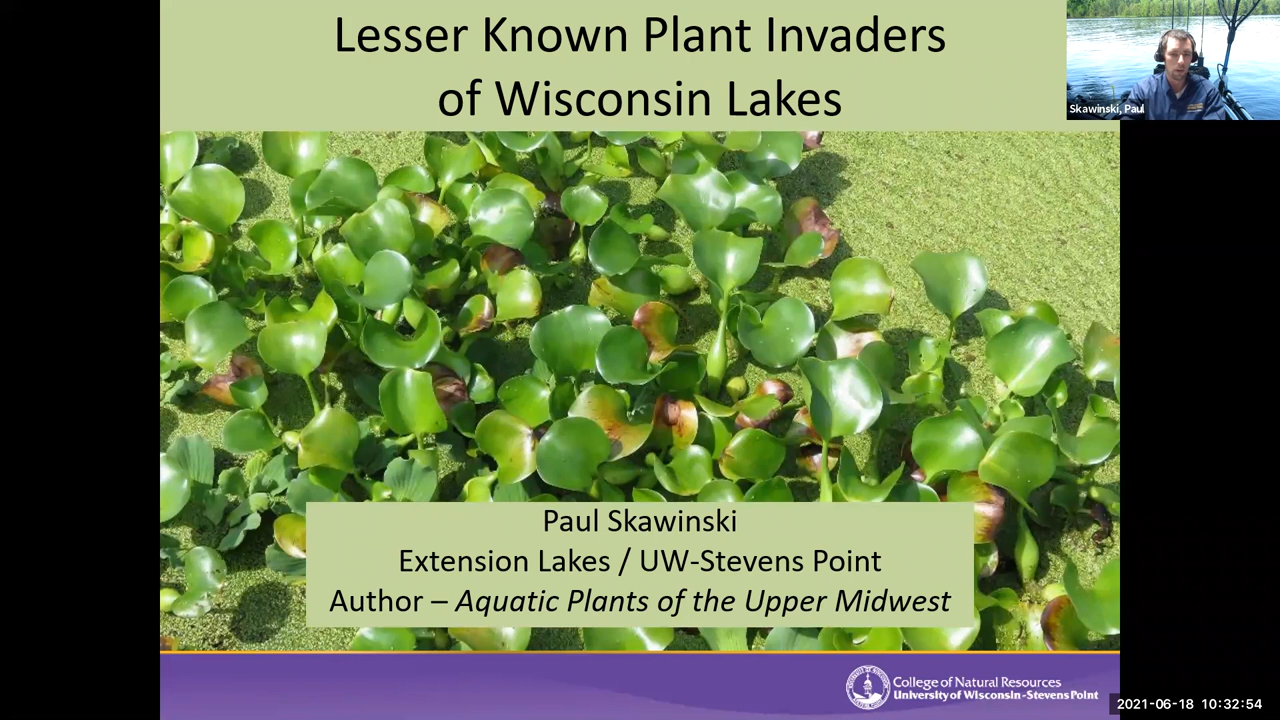 Lesser Known Plant Invaders
of Wisconsin Lakes
Skawinski, Paul
Paul Skawinski
Extension Lakes / UW-Stevens Point
Author – Aquatic Plants of the Upper Midwest
College of Natural Resources
University of Wisconsin-Stevens Point
2021-06-18 10:32:54